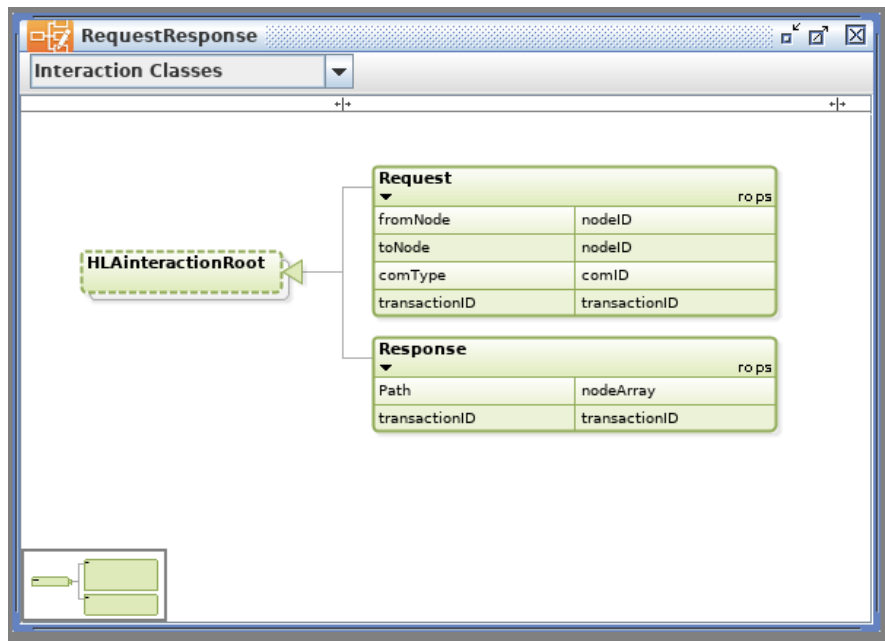 RequestResponse
Interaction Classes
Request
rops
fromNode nodeID
toNode nodeID
HLAinteractionRoot
comType comID
transactionID transactionID
Response
rops
Path nodeArray
transactionID transactionID